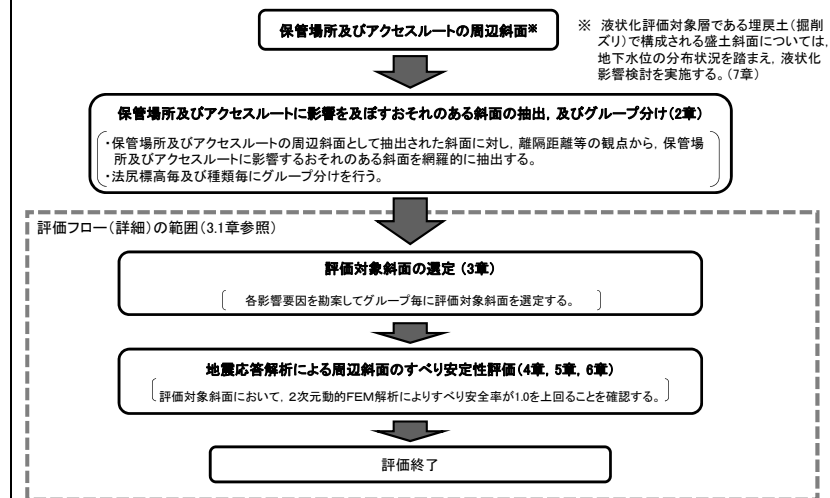 保管場所及びアクセスルートの周辺斜面※
※ 液状化評価対象層である埋戻土（掘削
ズリ）で構成される盛土斜面については，
地下水位の分布状況を踏まえ，液状化
影響検討を実施する。（7章）
保管場所及びアクセスルートに影響を及ぼすおそれのある斜面の抽出，及びグループ分け（2章）
・保管場所及びアクセスルートの周辺斜面として抽出された斜面に対し，離隔距離等の観点から，保管場
所及びアクセスルートに影響するおそれのある斜面を網羅的に抽出する。
・法尻標高毎及び種類毎にグループ分けを行う。
評価フロー（詳細）の範囲（3.1章参照）
評価対象斜面の選定（3章）
各影響要因を勘案してグループ毎に評価対象斜面を選定する。
地震応答解析による周辺斜面のすべり安定性評価（4章，5章，6章）
評価対象斜面において，2次元動的FEM解析によりすべり安全率が1.0を上回ることを確認する。
評価終了